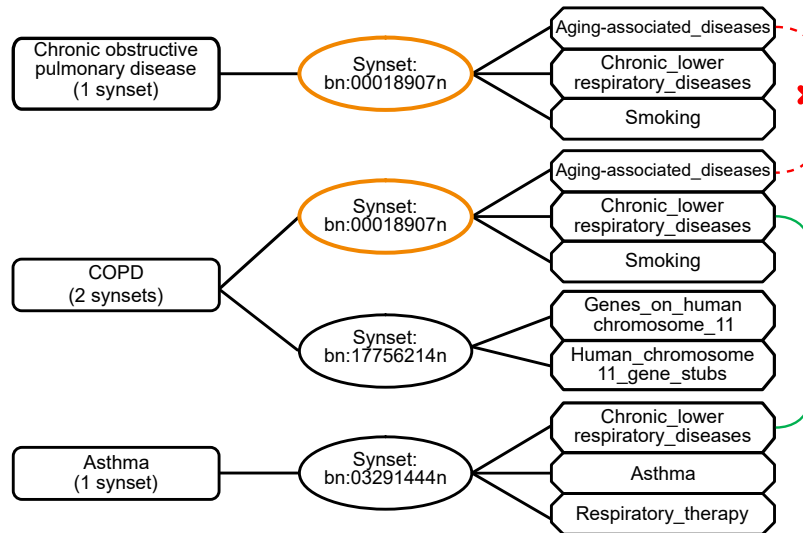 Chronic obstructive
pulmonary disease
(1 synset)
Synset:
bn:00018907n
Aging-associated_diseases
Chronic_lower
respiratory_diseases
Smoking
COPD
(2 synsets)
Synset:
bn:00018907n
Aging-associated_diseases
Chronic_lower
respiratory_diseases
Smoking
Synset:
bn:17756214n
Genes_on_human
chromosome_11
Human_chromosome
11_gene_stubs
Asthma
(1 synset)
Synset:
bn:03291444n
Chronic_lower
respiratory_diseases
Asthma
Respiratory_therapy